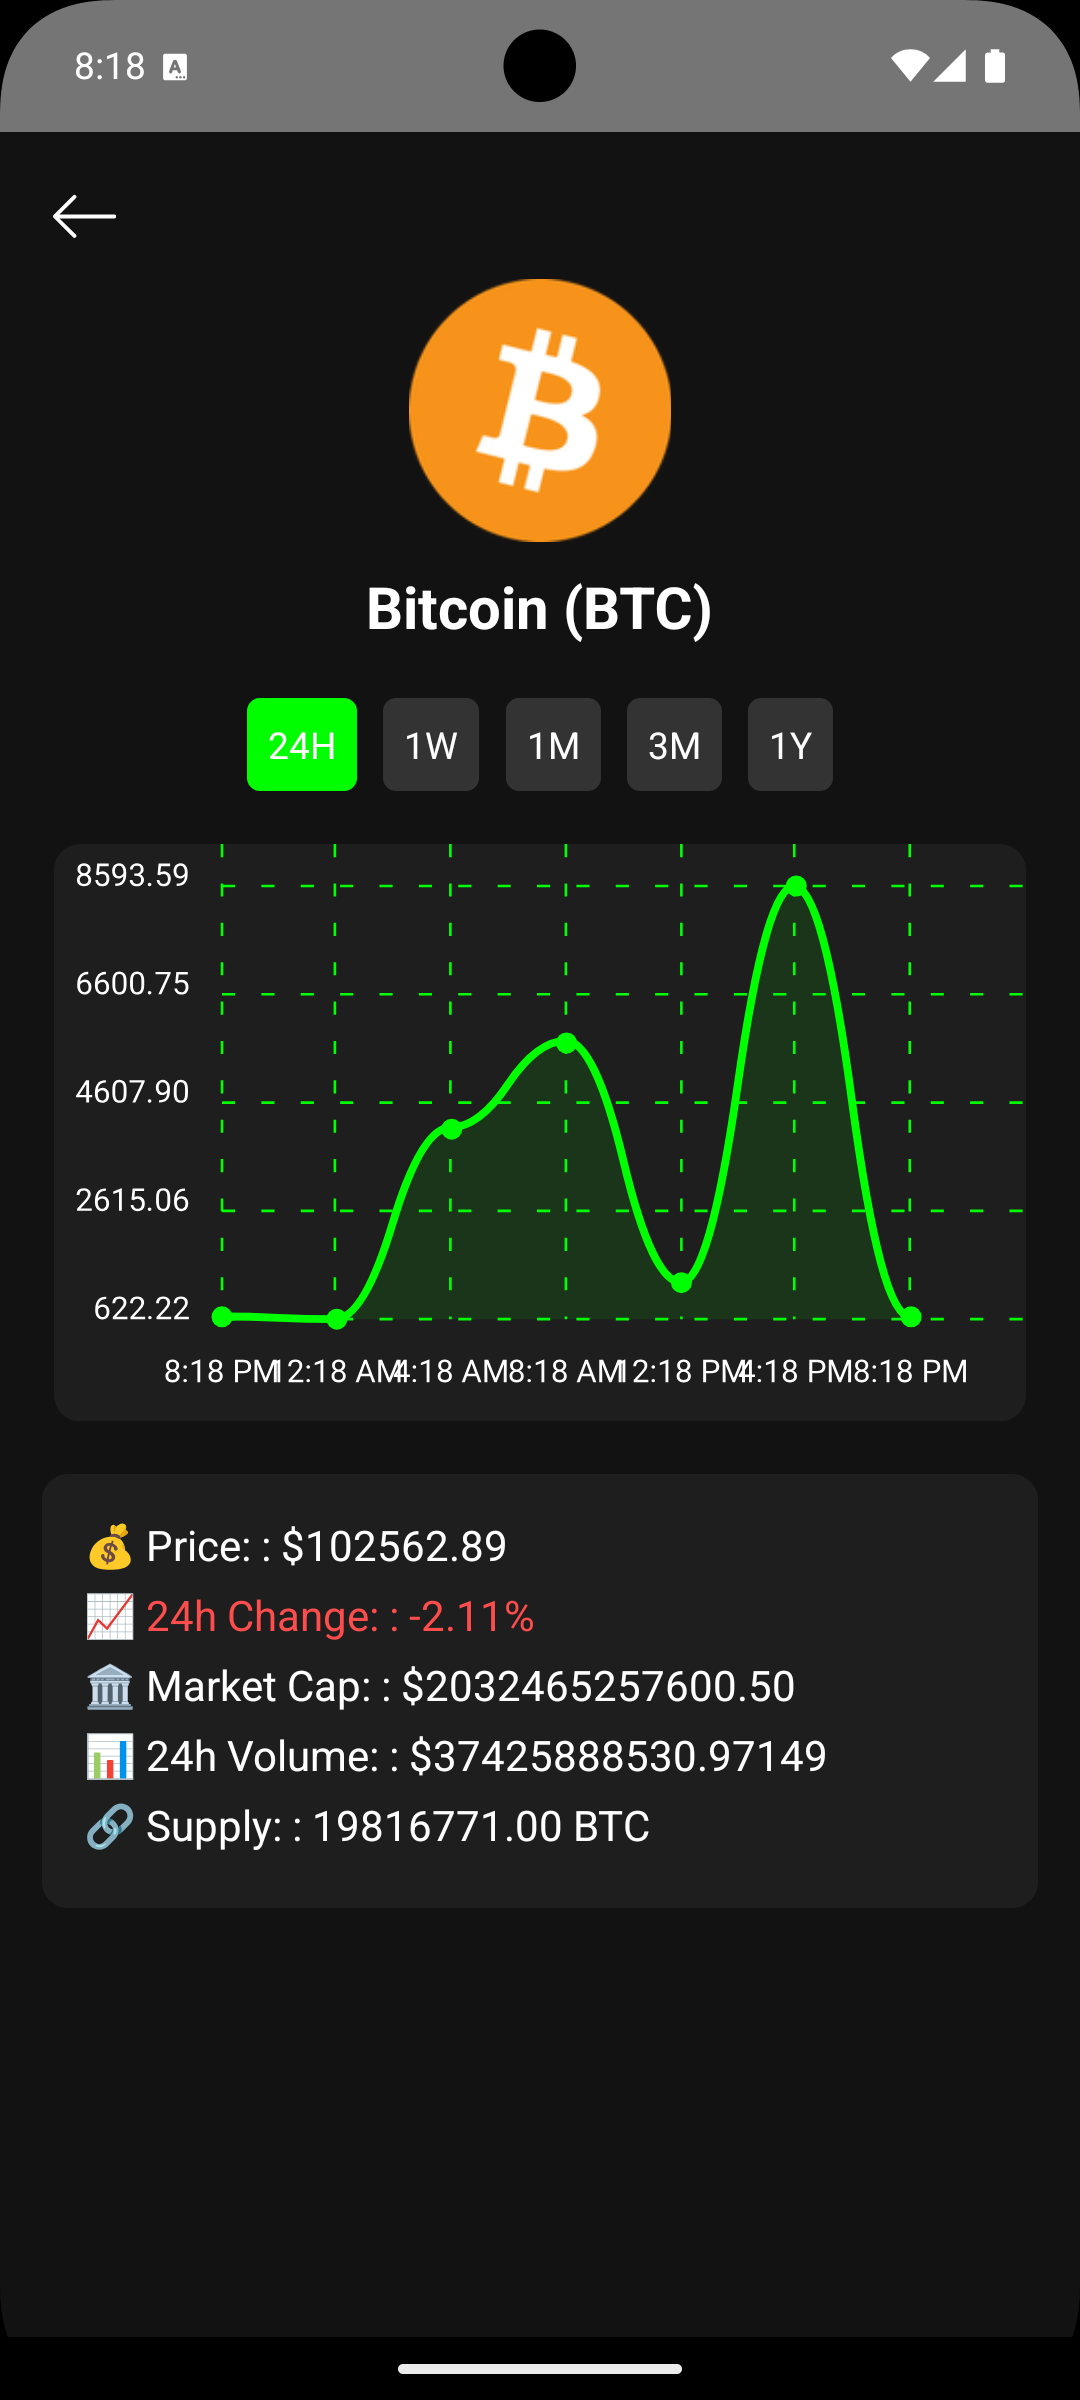 8:18
Bitcoin (BTC)
24H 1W 1M 3M 1Y
8593.59
6600.75
4607.90
2615.06
622.22
8:18 PM 12:18 AM 4:18 AM 8:18 AM 12:18 PM 4:18 PM 8:18 PM
💰 Price: : $102562.89
📈 24h Change: : -2.11%
🏛️ Market Cap: : $2032465257600.50
📊 24h Volume: : $37425888530.97149
🔗 Supply: : 19816771.00 BTC